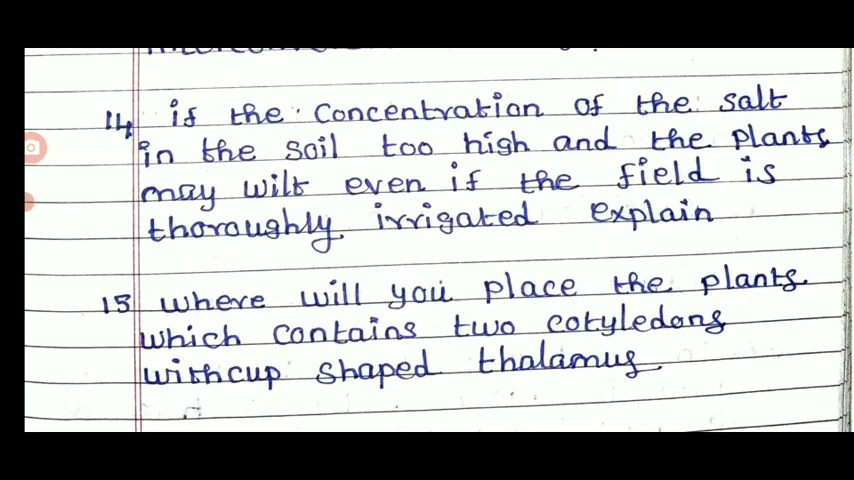 14 if the concentration of the salt
in the soil too high and the plants
may wilt even if the field is
thoroughly irrigated explain
15 where will you place the plants
which contains two cotyledons
with cup shaped thalamus